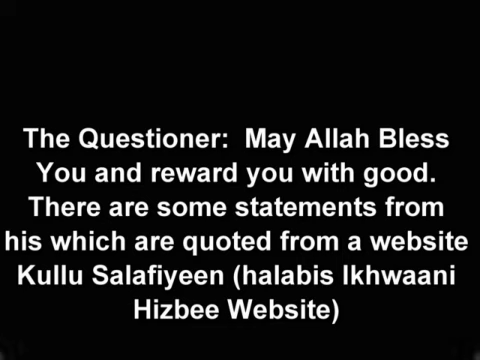 The Questioner:  May Allah Bless
You and reward you with good.
There are some statements from
his which are quoted from a website
Kullu Salafiyeen (halabis Ikhwaani
Hizbee Website)